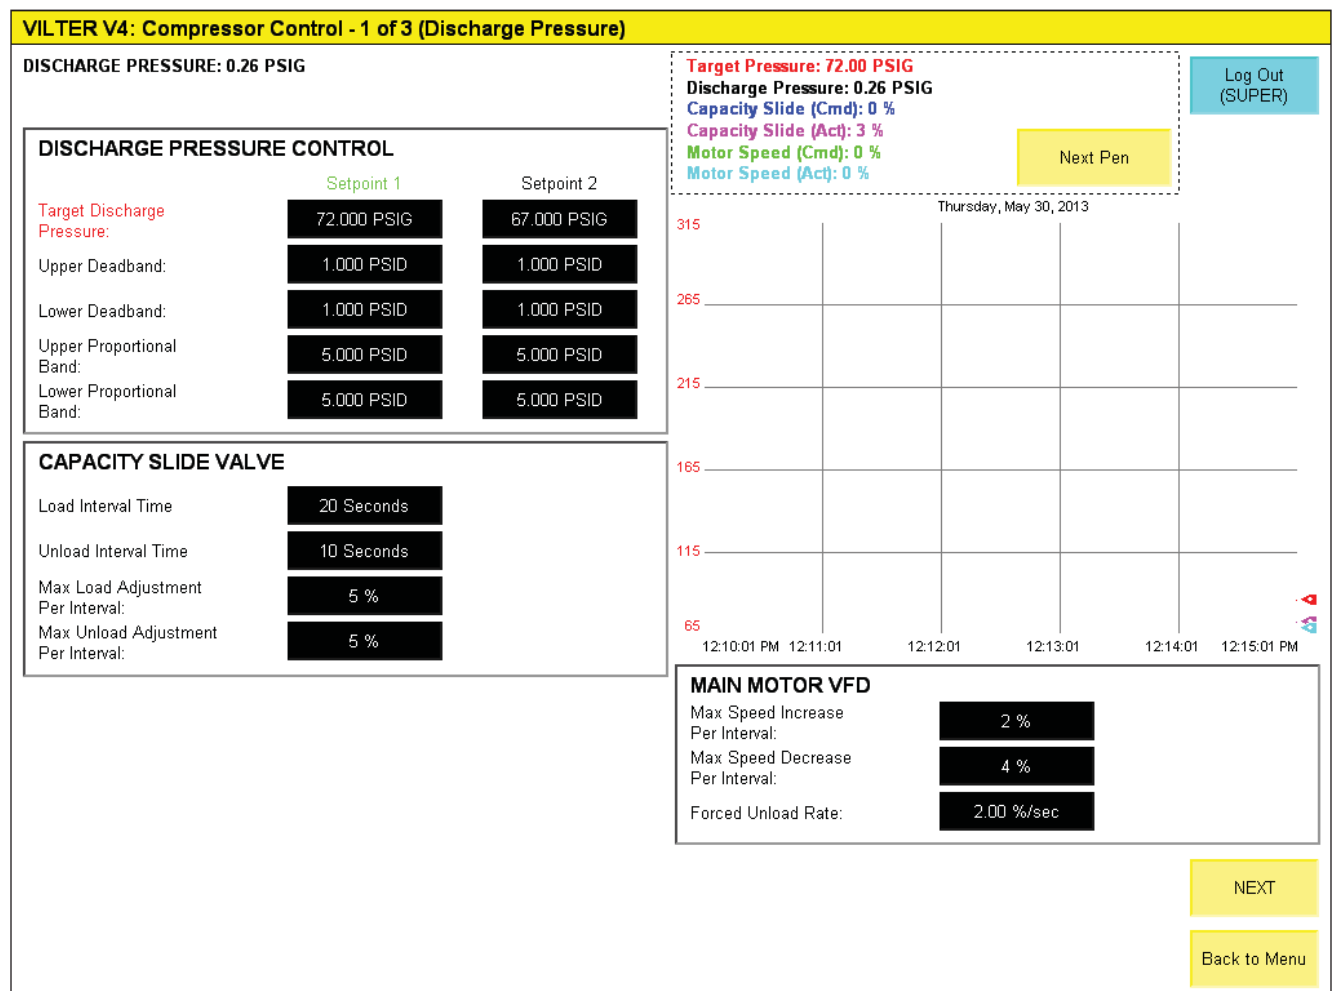 VILTER V4: Compressor Control - 1 of 3 (Discharge Pressure)
DISCHARGE PRESSURE: 0.26 PSIG
Target Pressure: 72.00 PSIG
Discharge Pressure: 0.26 PSIG
Capacity Slide (Cmd): 0 %
Capacity Slide (Act): 3 %
Motor Speed (Cmd): 0 %
Motor Speed (Act): 0 %
Next Pen
Log Out
(SUPER)
DISCHARGE PRESSURE CONTROL
Setpoint 1 Setpoint 2
Target Discharge
Pressure:
72.000 PSIG 67.000 PSIG
Upper Deadband: 1.000 PSID 1.000 PSID
Lower Deadband: 1.000 PSID 1.000 PSID
Upper Proportional
Band:
5.000 PSID 5.000 PSID
Lower Proportional
Band:
5.000 PSID 5.000 PSID
CAPACITY SLIDE VALVE
Load Interval Time 20 Seconds
Unload Interval Time 10 Seconds
Max Load Adjustment
Per Interval:
5 %
Max Unload Adjustment
Per Interval:
5 %
Thursday, May 30, 2013
315
265
215
165
115
65
12:10:01 PM 12:11:01 12:12:01 12:13:01 12:14:01 12:15:01 PM
MAIN MOTOR VFD
Max Speed Increase
Per Interval:
2 %
Max Speed Decrease
Per Interval:
4 %
Forced Unload Rate: 2.00 %/sec
NEXT
Back to Menu